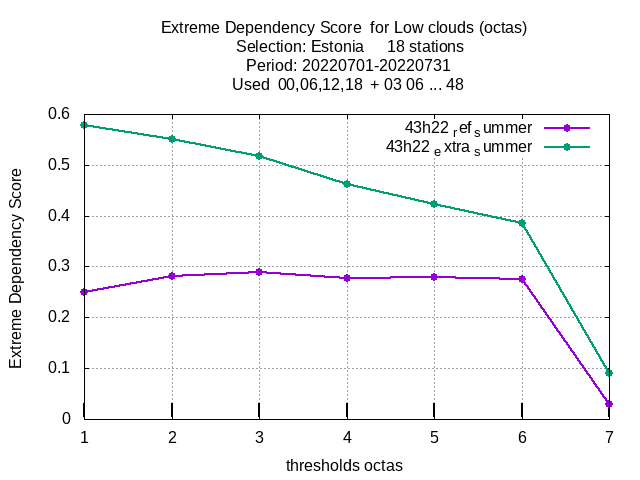 Extreme Dependency Score  for Low clouds (octas)
Selection: Estonia     18 stations
Period: 20220701-20220731
Used  00,06,12,18  + 03 06 ... 48
43h22 ref summer
43h22 extra summer
0.6
0.5
0.4
0.3
0.2
0.1
0
Extreme Dependency Score
1 2 3 4 5 6 7
thresholds octas